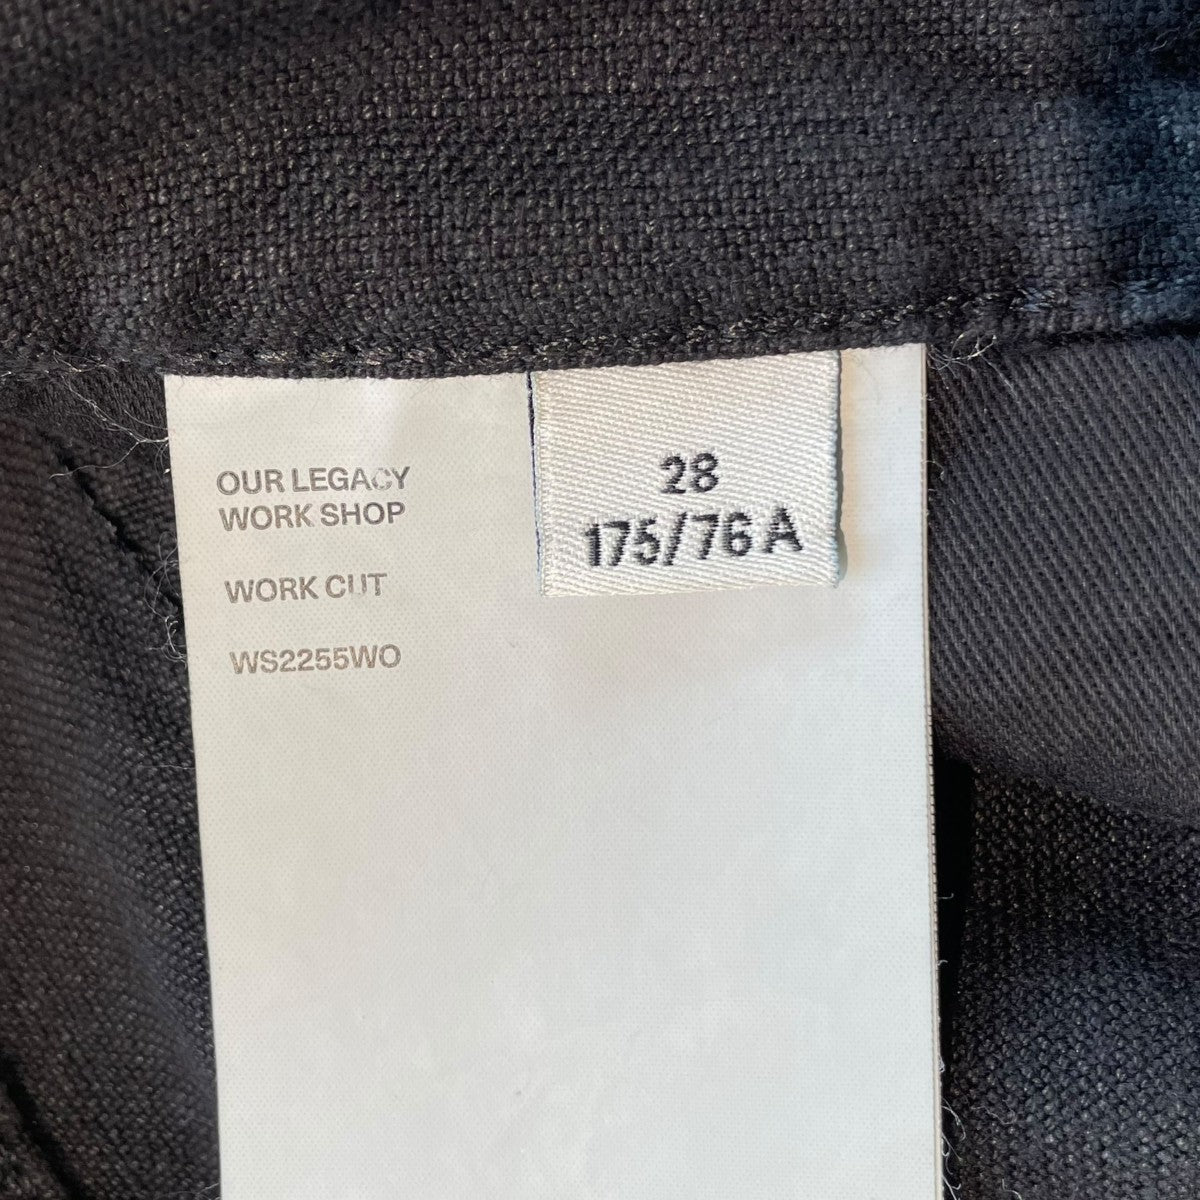 OUR LEGACY
WORK SHOP
WORK CUT
WS2255WO
28
175/76A